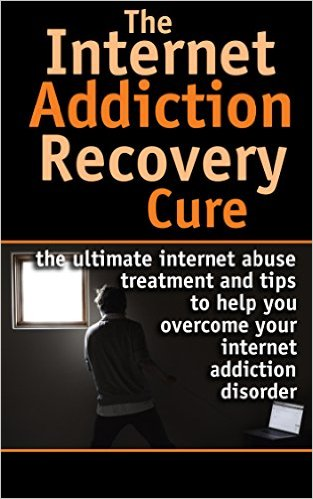 The
Internet
Addiction
Recovery
Cure
the ultimate internet abuse
treatment and tips
to help you
overcome your
internet
addiction
disorder